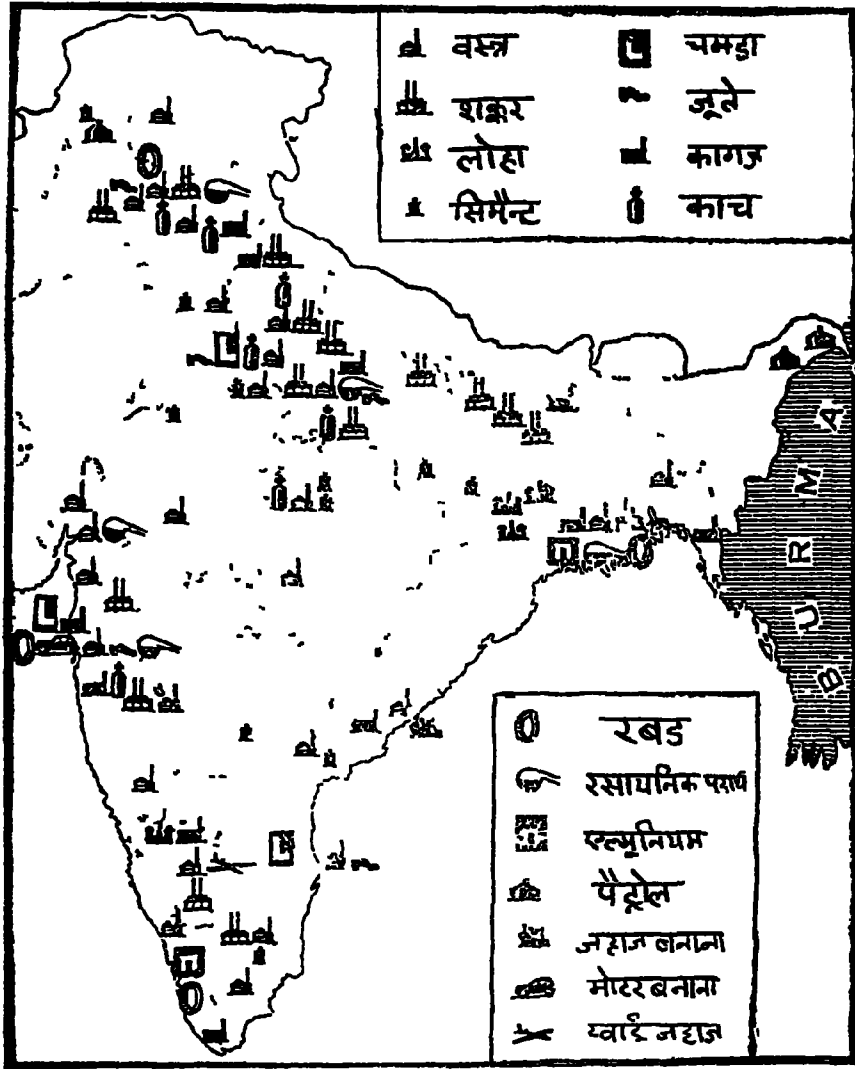 वस्त्र चमड़ा
शक्कर जूते
लोहा कागज़
सिमैन्ट काच
BURMA
रबड
रसायनिक पदार्थ
एल्मूनियम
पैट्रोल
जहाज बनाना
मोटर बनाना
हवाई जहाज